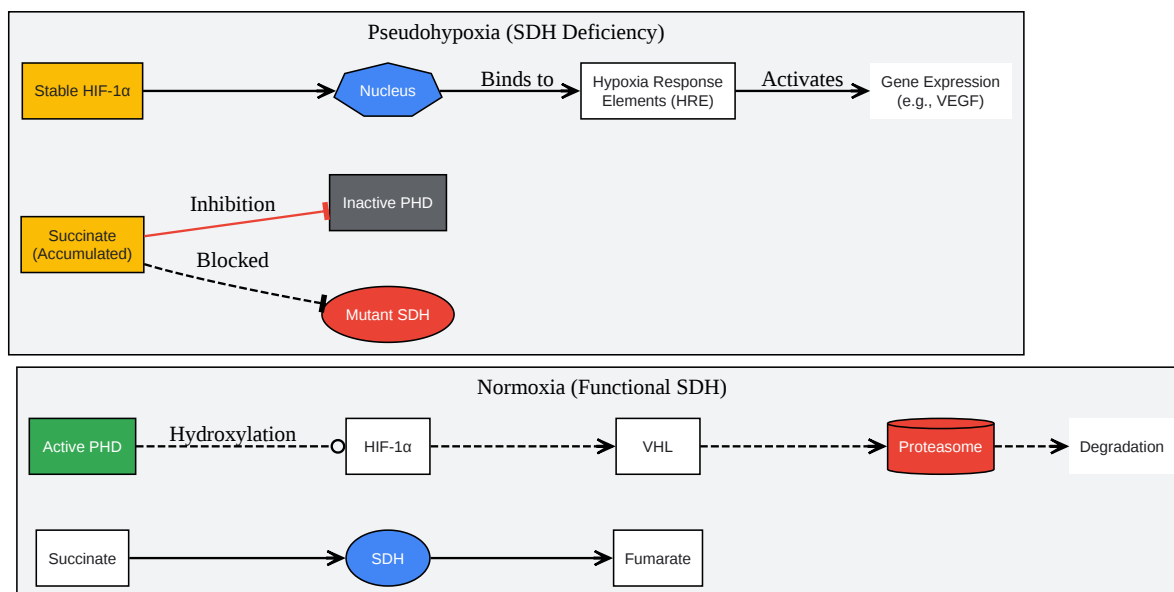 Pseudohypoxia (SDH Deficiency)
Stable HIF-1α
Nucleus
Binds to
Hypoxia Response
Elements (HRE)
Activates
Gene Expression
(e.g., VEGF)
Inhibition
Inactive PHD
Succinate
(Accumulated)
Blocked
Mutant SDH
Normoxia (Functional SDH)
Active PHD
Hydroxylation
HIF-1α
VHL
Proteasome
Degradation
Succinate
SDH
Fumarate